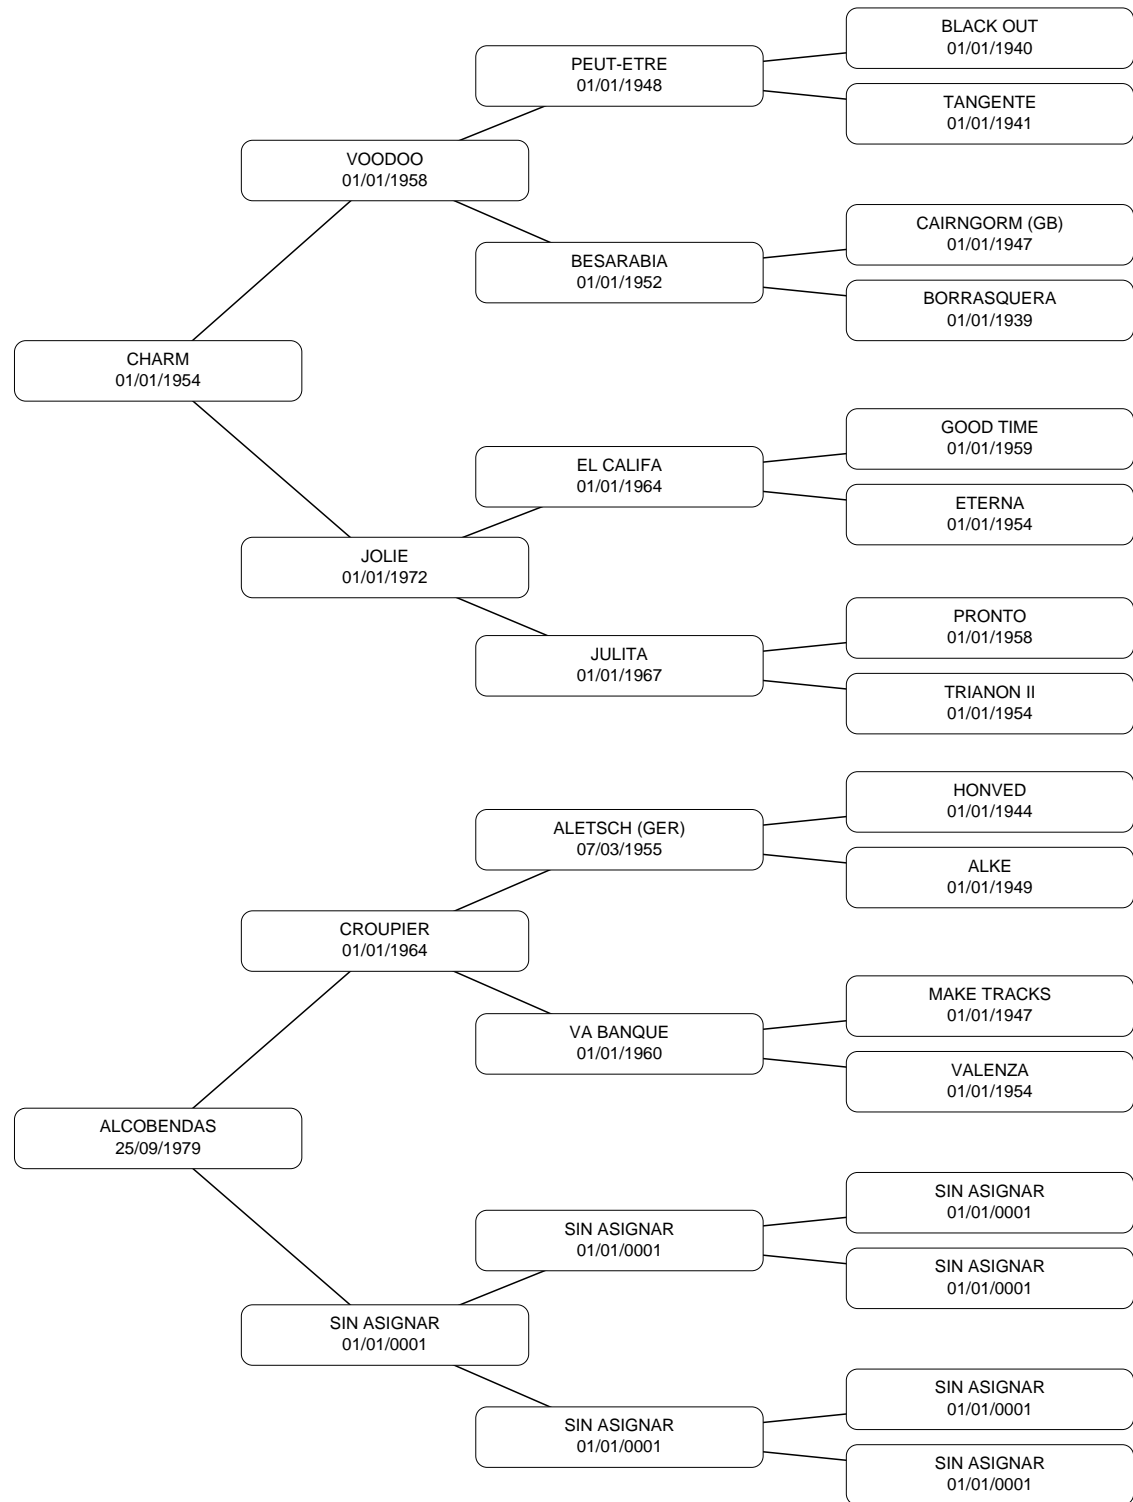 BLACK OUT
01/01/1940
PEUT-ETRE
01/01/1948
TANGENTE
01/01/1941
VOODOO
01/01/1958
CAIRNGORM (GB)
01/01/1947
BESARABIA
01/01/1952
BORRASQUERA
01/01/1939
CHARM
01/01/1954
GOOD TIME
01/01/1959
EL CALIFA
01/01/1964
ETERNA
01/01/1954
JOLIE
01/01/1972
PRONTO
01/01/1958
JULITA
01/01/1967
TRIANON II
01/01/1954
HONVED
01/01/1944
ALETSCH (GER)
07/03/1955
ALKE
01/01/1949
CROUPIER
01/01/1964
MAKE TRACKS
01/01/1947
VA BANQUE
01/01/1960
VALENZA
01/01/1954
ALCOBENDAS
25/09/1979
SIN ASIGNAR
01/01/0001
SIN ASIGNAR
01/01/0001
SIN ASIGNAR
01/01/0001
SIN ASIGNAR
01/01/0001
SIN ASIGNAR
01/01/0001
SIN ASIGNAR
01/01/0001
SIN ASIGNAR
01/01/0001